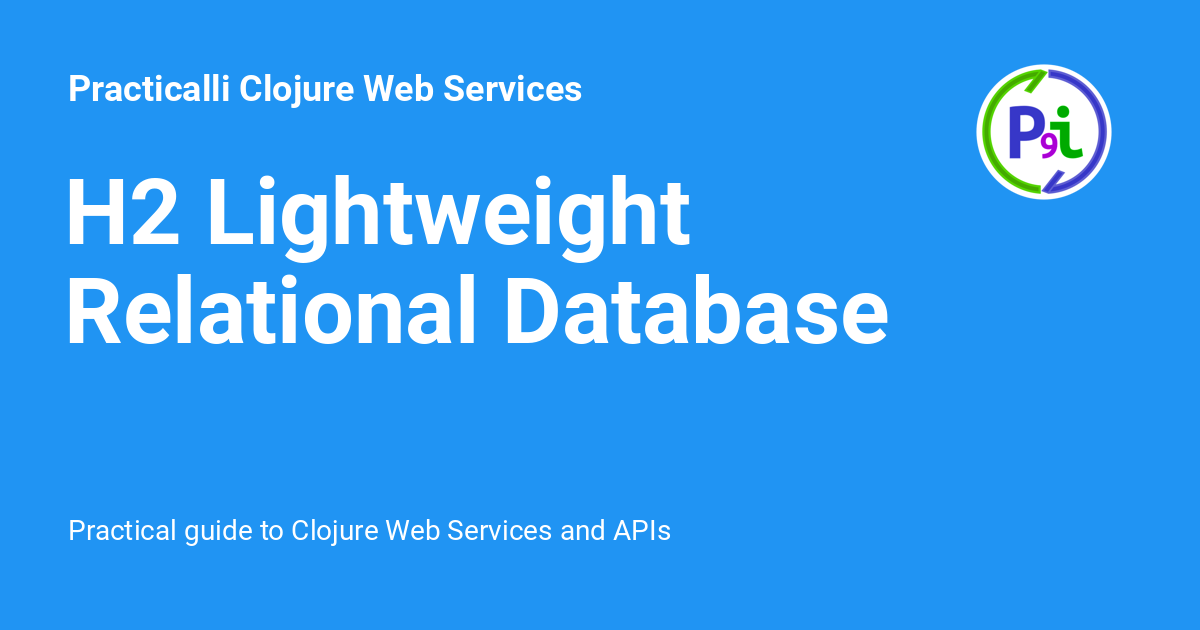 Practicalli Clojure Web Services
P9i
H2 Lightweight
Relational Database
Practical guide to Clojure Web Services and APIs